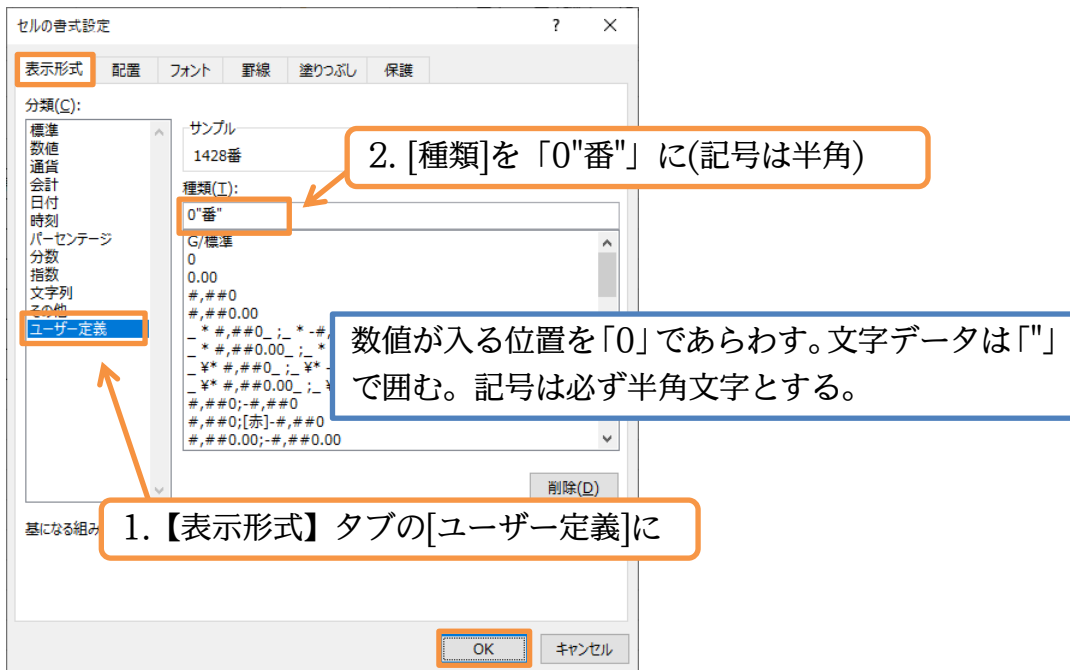 セルの書式設定
? ×
表示形式 配置 フォント 罫線 塗りつぶし 保護
分類(C):
標準
数値
通貨
会計
日付
時刻
パーセンテージ
分数
指数
文字列
その他
ユーザー定義
サンプル
1428番
2. [種類]を「0"番"」に(記号は半角)
種類(T):
0"番"
G/標準
0
0.00
#,##0
#,##0.00
_ * #,##0_ ;_ * -#,
_ * #,##0.00_ ;_ *
_ ¥* #,##0_ ;_ ¥* -
_ ¥* #,##0.00_ ;_ ¥
#,##0;-#,##0
#,##0;[赤]-#,##0
#,##0.00;-#,##0.00
数値が入る位置を「0」であらわす。文字データは「"」
で囲む。記号は必ず半角文字とする。
削除(D)
基になる組み
1.【表示形式】タブの[ユーザー定義]に
OK キャンセル